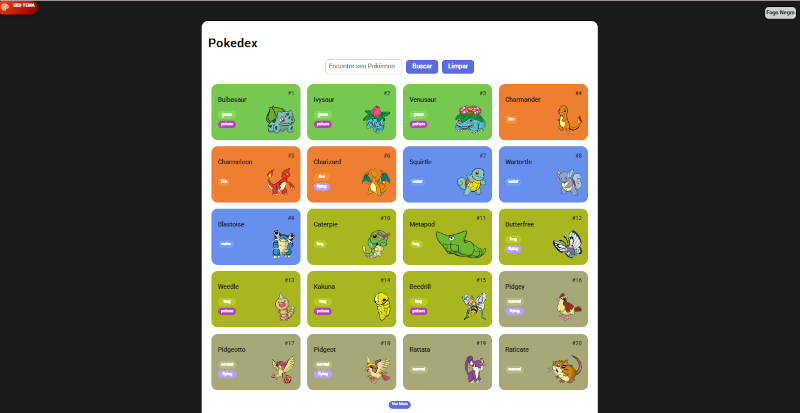 SEU TEMA
Fogo Negro
Pokedex
Encontre seu Pokémon
Buscar
Limpar
#1
Bulbasaur
grass
poison
#2
Ivysaur
grass
poison
#3
Venusaur
grass
poison
#4
Charmander
fire
#5
Charmeleon
fire
#6
Charizard
fire
flying
#7
Squirtle
water
#8
Wartortle
water
#9
Blastoise
water
#10
Caterpie
bug
#11
Metapod
bug
#12
Butterfree
bug
flying
#13
Weedle
bug
poison
#14
Kakuna
bug
poison
#15
Beedrill
bug
poison
#16
Pidgey
normal
flying
#17
Pidgeotto
normal
flying
#18
Pidgeot
normal
flying
#19
Rattata
normal
#20
Raticate
normal
Ver Mais